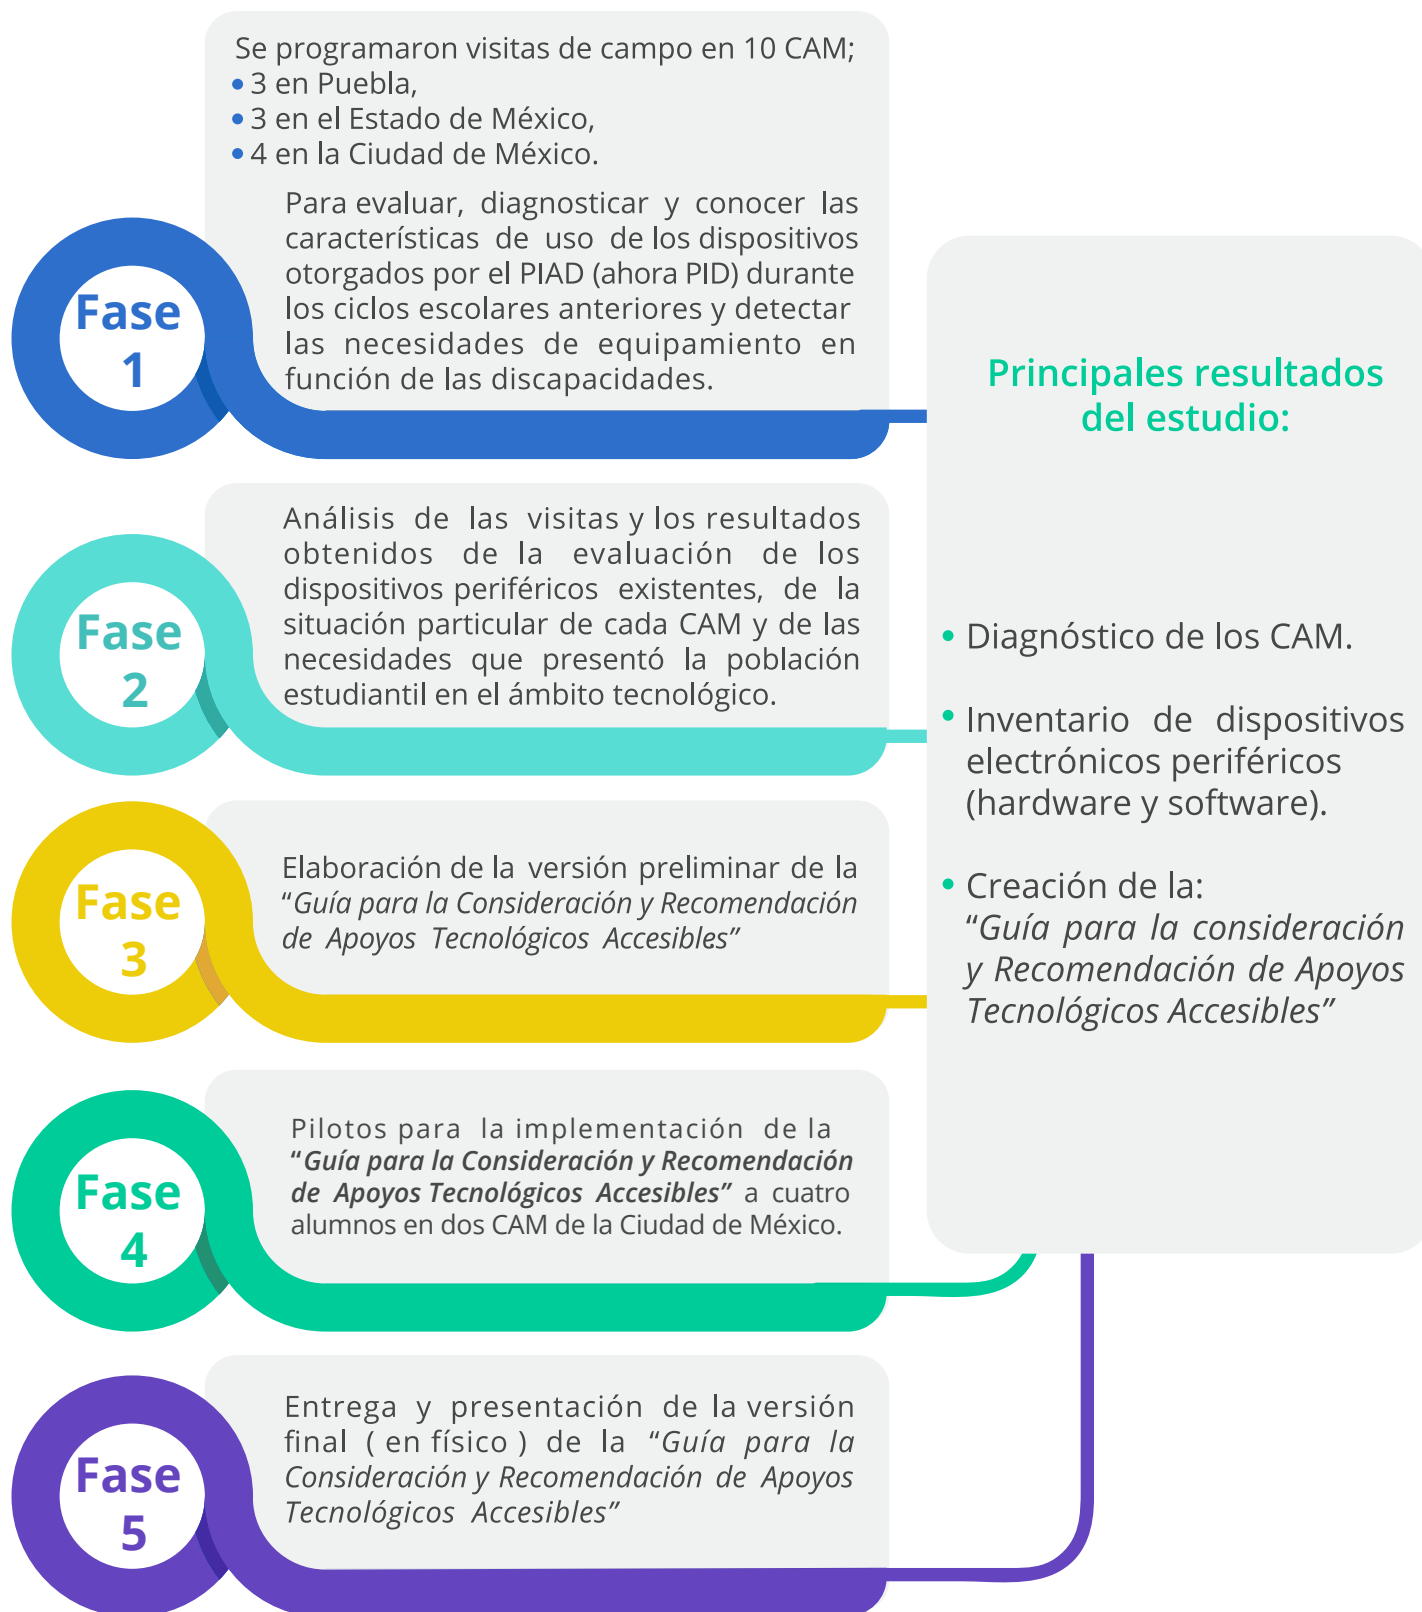 Se programaron visitas de campo en 10 CAM;
• 3 en Puebla,
• 3 en el Estado de México,
• 4 en la Ciudad de México.
Para evaluar, diagnosticar y conocer las
características de uso de los dispositivos
otorgados por el PIAD (ahora PID) durante
los ciclos escolares anteriores y detectar
las necesidades de equipamiento en
función de las discapacidades.
Fase
1
Análisis de las visitas y los resultados
obtenidos de la evaluación de los
dispositivos periféricos existentes, de la
situación particular de cada CAM y de las
necesidades que presentó la población
estudiantil en el ámbito tecnológico.
Fase
2
Elaboración de la versión preliminar de la
“Guía para la Consideración y Recomendación
de Apoyos Tecnológicos Accesibles”
Fase
3
Pilotos para la implementación de la
“Guía para la Consideración y Recomendación
de Apoyos Tecnológicos Accesibles” a cuatro
alumnos en dos CAM de la Ciudad de México.
Fase
4
Entrega y presentación de la versión
final ( en físico ) de la “Guía para la
Consideración y Recomendación de Apoyos
Tecnológicos Accesibles”
Fase
5
Principales resultados
del estudio:
• Diagnóstico de los CAM.
• Inventario de dispositivos
electrónicos periféricos
(hardware y software).
• Creación de la:
“Guía para la consideración
y Recomendación de Apoyos
Tecnológicos Accesibles”